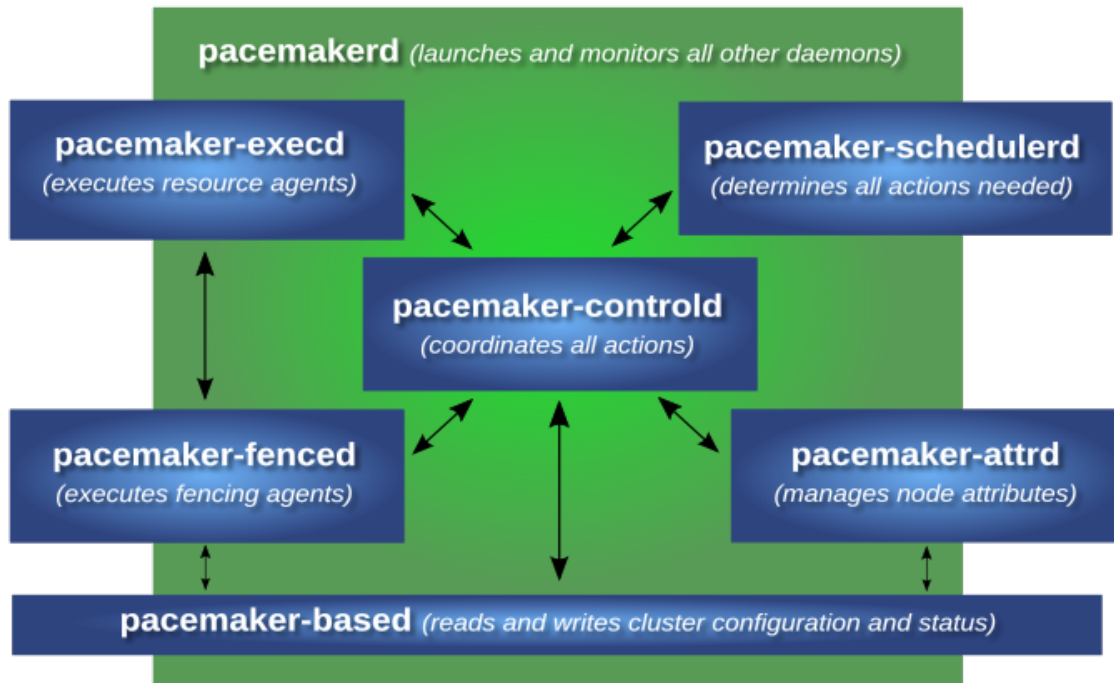 pacemakerd (launches and monitors all other daemons)
pacemaker-execd
(executes resource agents)
pacemaker-schedulerd
(determines all actions needed)
pacemaker-controld
(coordinates all actions)
pacemaker-fenced
(executes fencing agents)
pacemaker-attrd
(manages node attributes)
pacemaker-based (reads and writes cluster configuration and status)